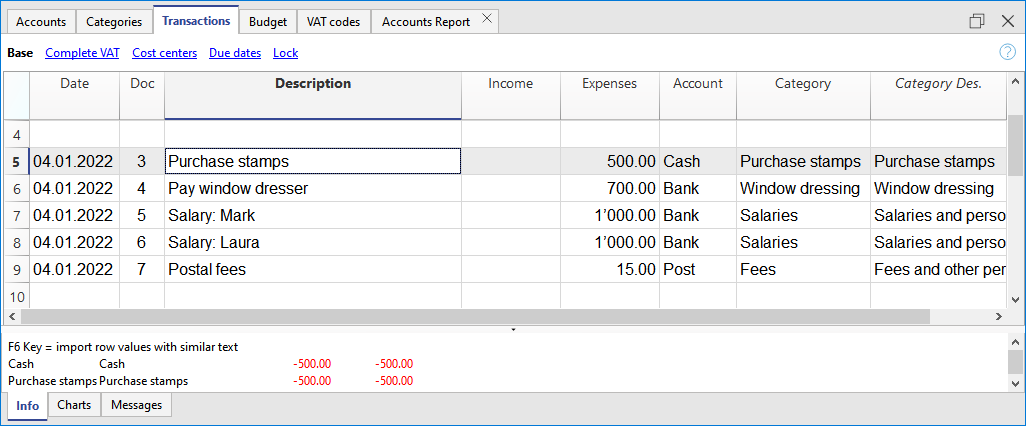 Accounts Categories Transactions Budget VAT codes Accounts Report
Base Complete VAT Cost centers Due dates Lock ?
Date Doc Description Income Expenses Account Category Category Des.
4
5 04.01.2022 3 Purchase stamps 500.00 Cash Purchase stamps Purchase stamps
6 04.01.2022 4 Pay window dresser 700.00 Bank Window dressing Window dressing
7 04.01.2022 5 Salary: Mark 1’000.00 Bank Salaries Salaries and perso
8 04.01.2022 6 Salary: Laura 1’000.00 Bank Salaries Salaries and perso
9 04.01.2022 7 Postal fees 15.00 Post Fees Fees and other per
10
F6 Key = import row values with similar text
Cash Cash -500.00 -500.00
Purchase stamps Purchase stamps -500.00 -500.00
Info Charts Messages